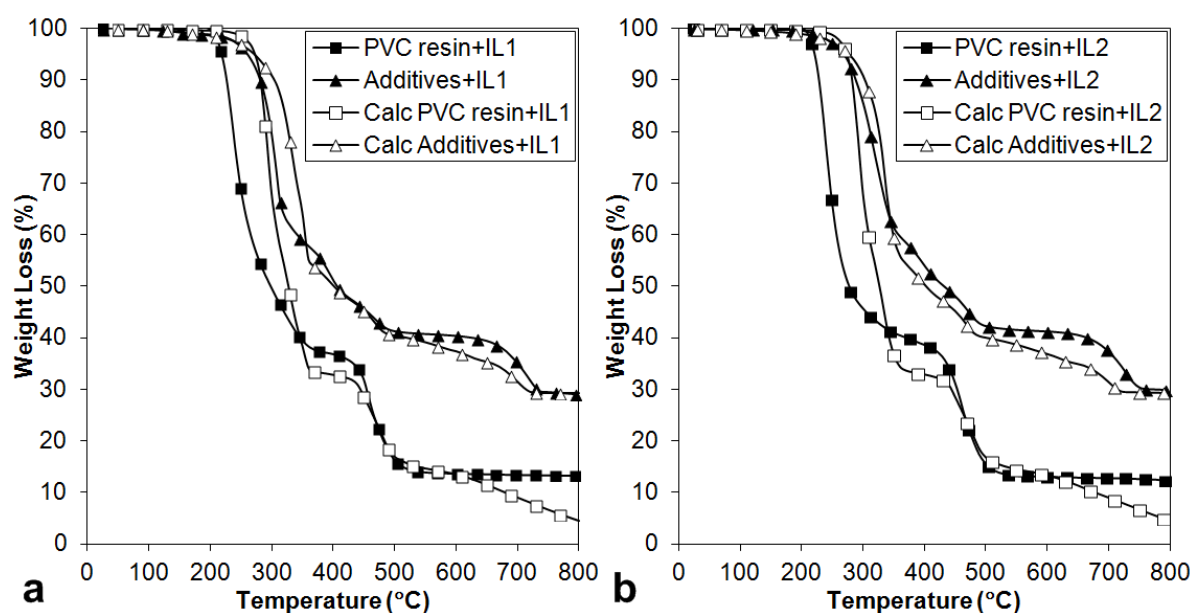 PVC resin+IL1
Additives+IL1
Calc PVC resin+IL1
Calc Additives+IL1
Weight Loss (%)
100
90
80
70
60
50
40
30
20
10
0
0 100 200 300 400 500 600 700 800
Temperature (°C)
a
PVC resin+IL2
Additives+IL2
Calc PVC resin+IL2
Calc Additives+IL2
Weight Loss (%)
100
90
80
70
60
50
40
30
20
10
0
0 100 200 300 400 500 600 700 800
Temperature (°C)
b